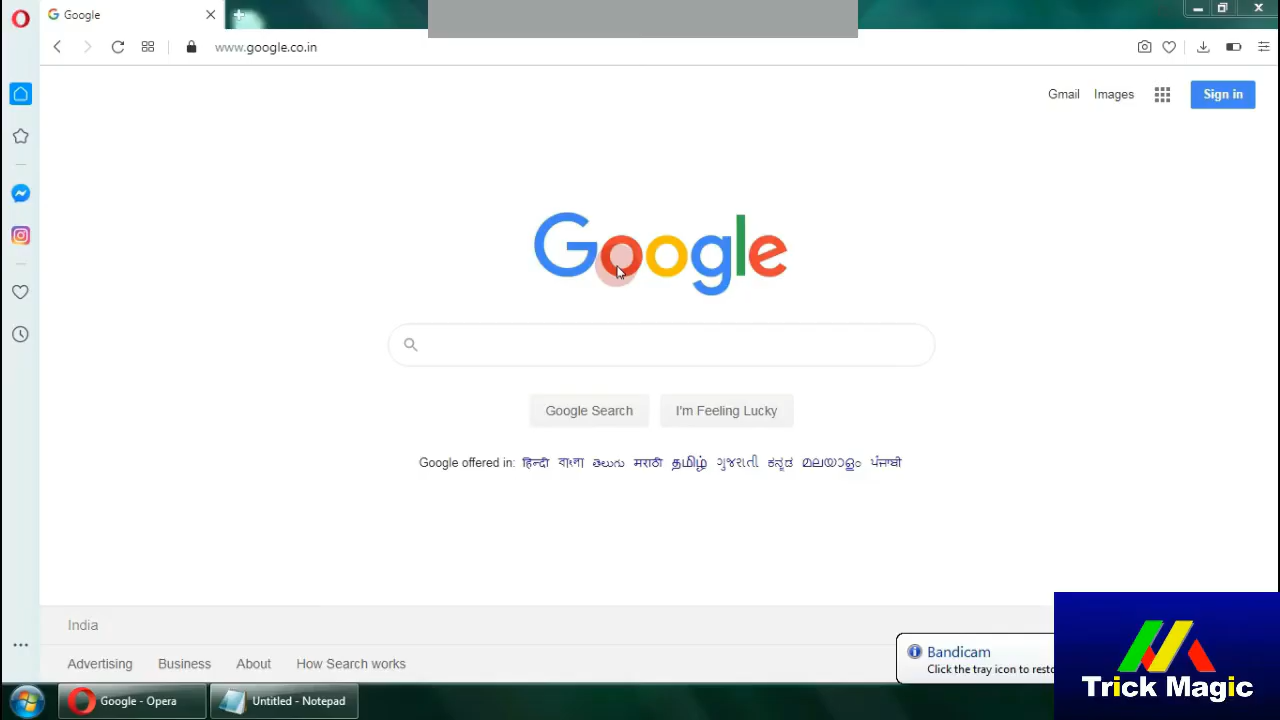 Google
www.google.co.in
Gmail Images Sign in
Google
Google Search I'm Feeling Lucky
Google offered in: हिन्दी বাংলা తెలుగు मराठी தமிழ் ગુજરાતી ಕನ್ನಡ മലയാളം ਪੰਜਾਬੀ
India
Advertising Business About How Search works
Bandicam
Click the tray icon to resto
Trick Magic
Google - Opera Untitled - Notepad